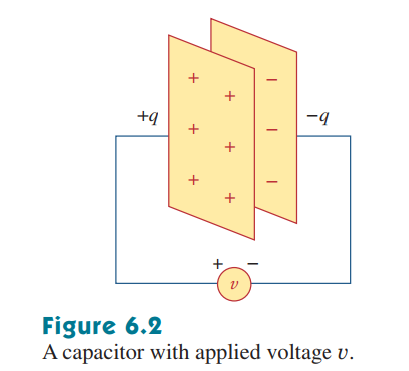 +q
−q
+ + + + + +
− − −
+ −
v
Figure 6.2
A capacitor with applied voltage v.